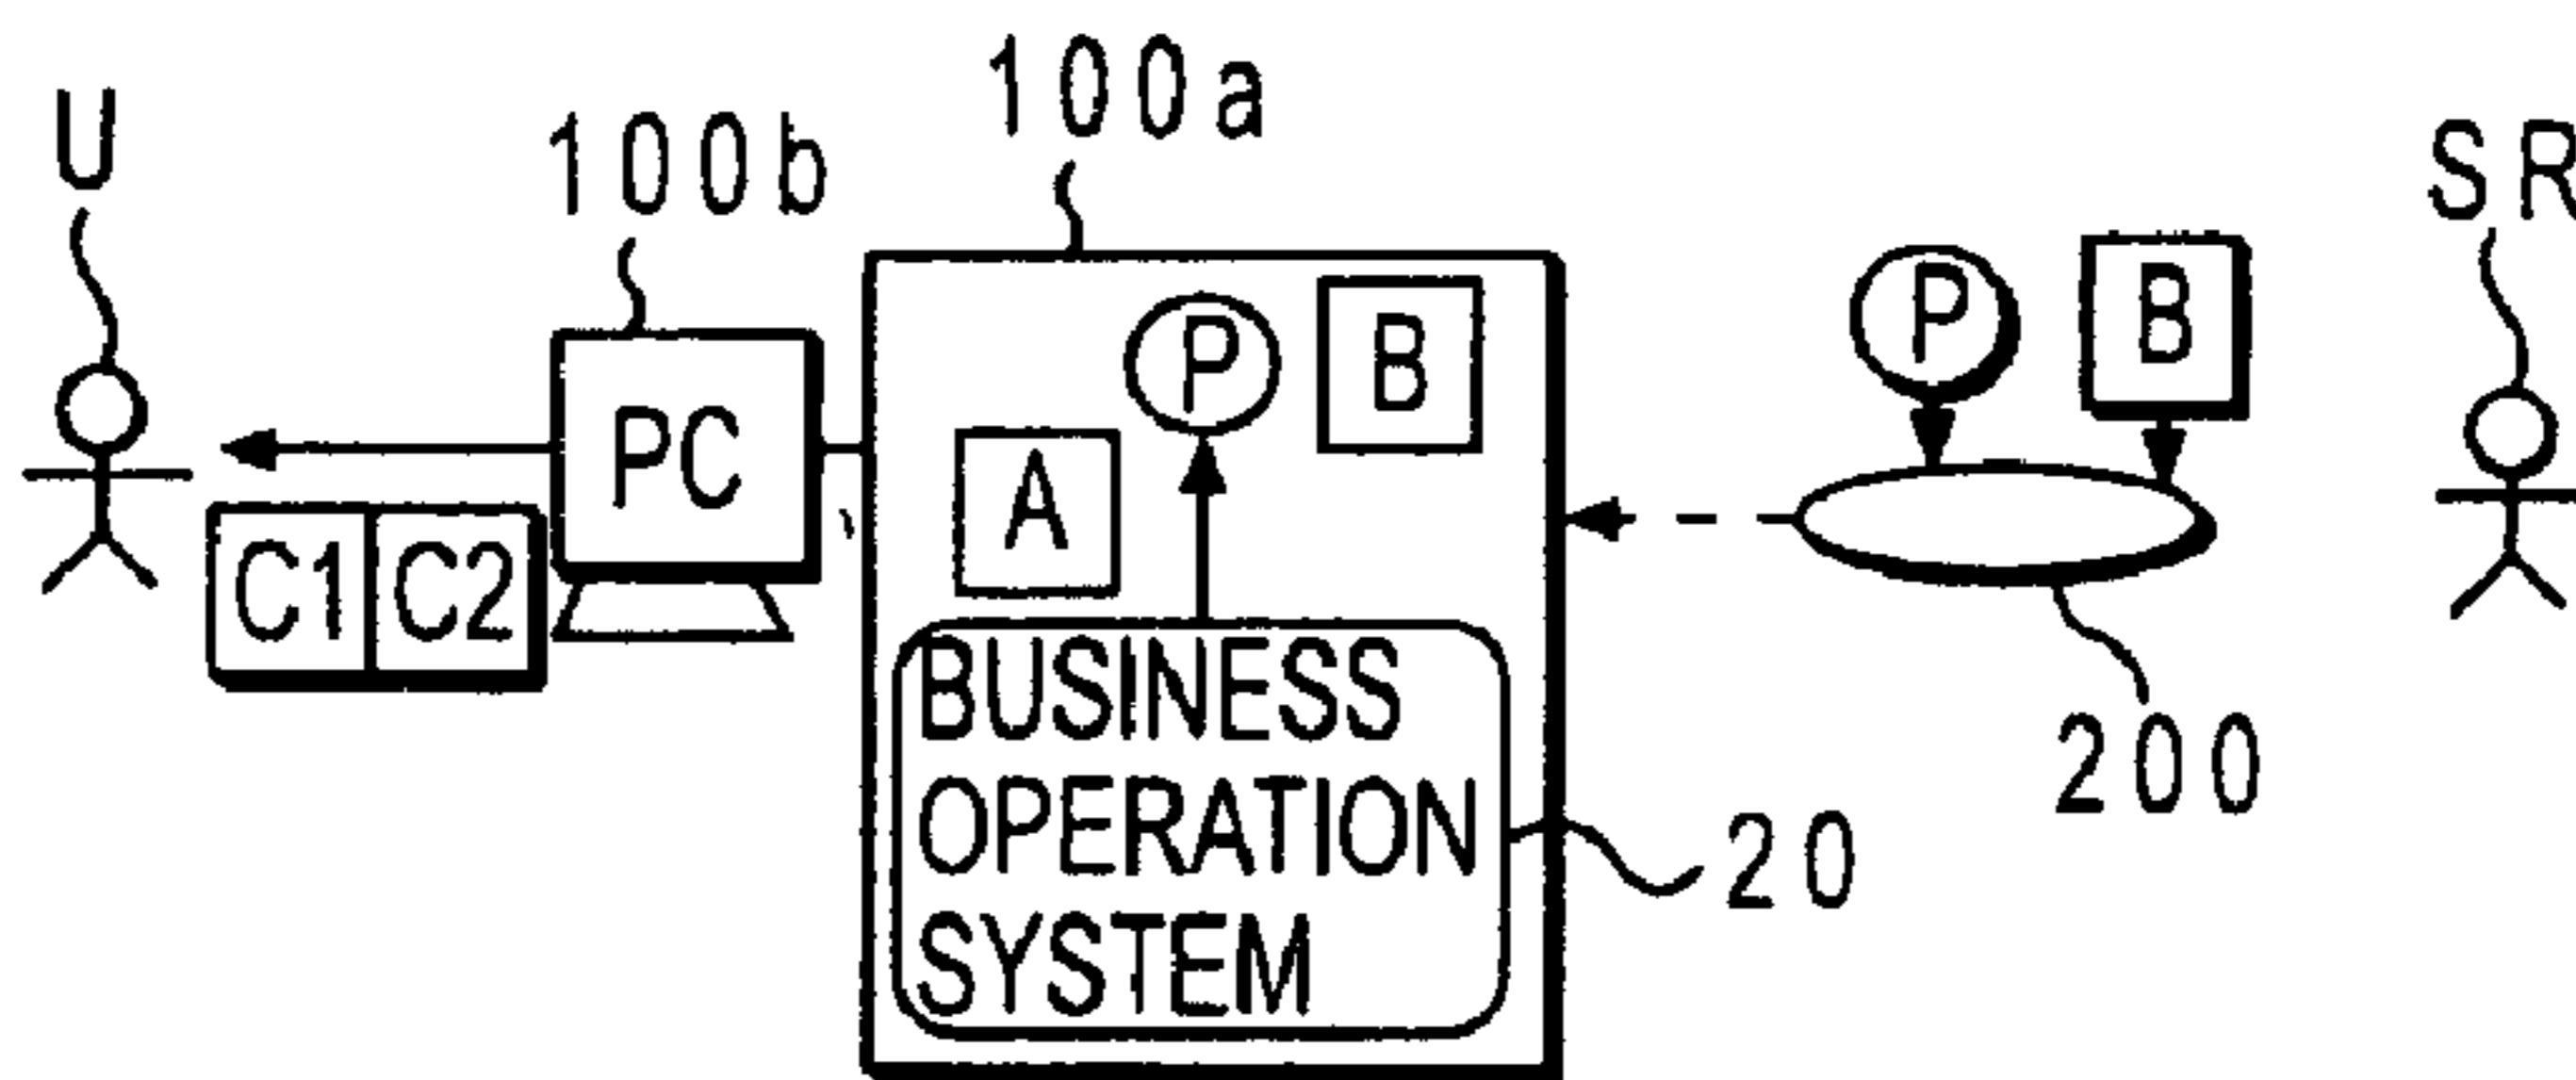 U
100b
100a
SR
P
B
P
B
A
PC
C1 C2
BUSINESS
OPERATION
SYSTEM
200
20